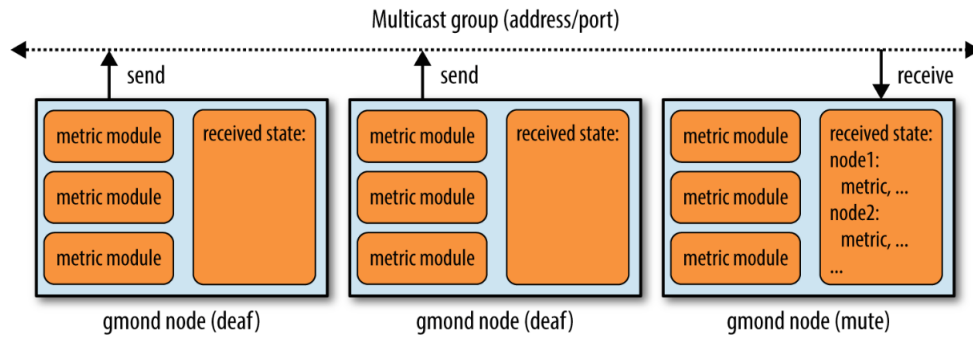 Multicast group (address/port)
send
send
receive
metric module
metric module
metric module
received state:
metric module
metric module
metric module
received state:
metric module
metric module
metric module
received state:
node1:
metric, ...
node2:
metric, ...
...
gmond node (deaf)
gmond node (deaf)
gmond node (mute)